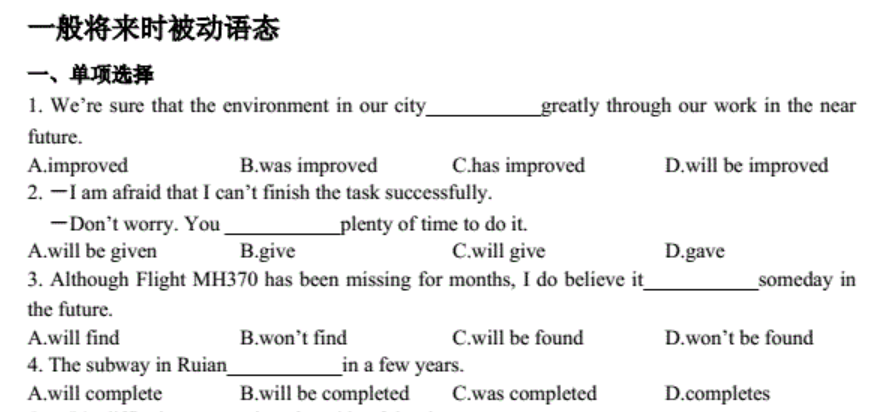 一般将来时被动语态
一、单项选择
1. We're sure that the environment in our city__________greatly through our work in the near
future.
A.improved B.was improved C.has improved D.will be improved
2. －I am afraid that I can't finish the task successfully.
－Don't worry. You __________plenty of time to do it.
A.will be given B.give C.will give D.gave
3. Although Flight MH370 has been missing for months, I do believe it__________someday in
the future.
A.will find B.won't find C.will be found D.won't be found
4. The subway in Ruian__________in a few years.
A.will complete B.will be completed C.was completed D.completes